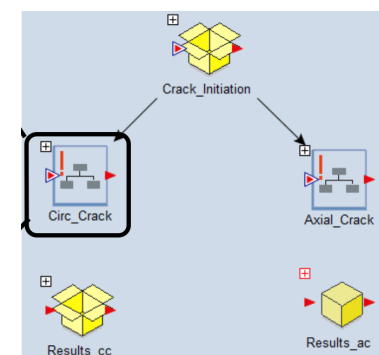 Crack_Initiation
Circ_Crack
Axial_Crack
Results_cc
Results_ac